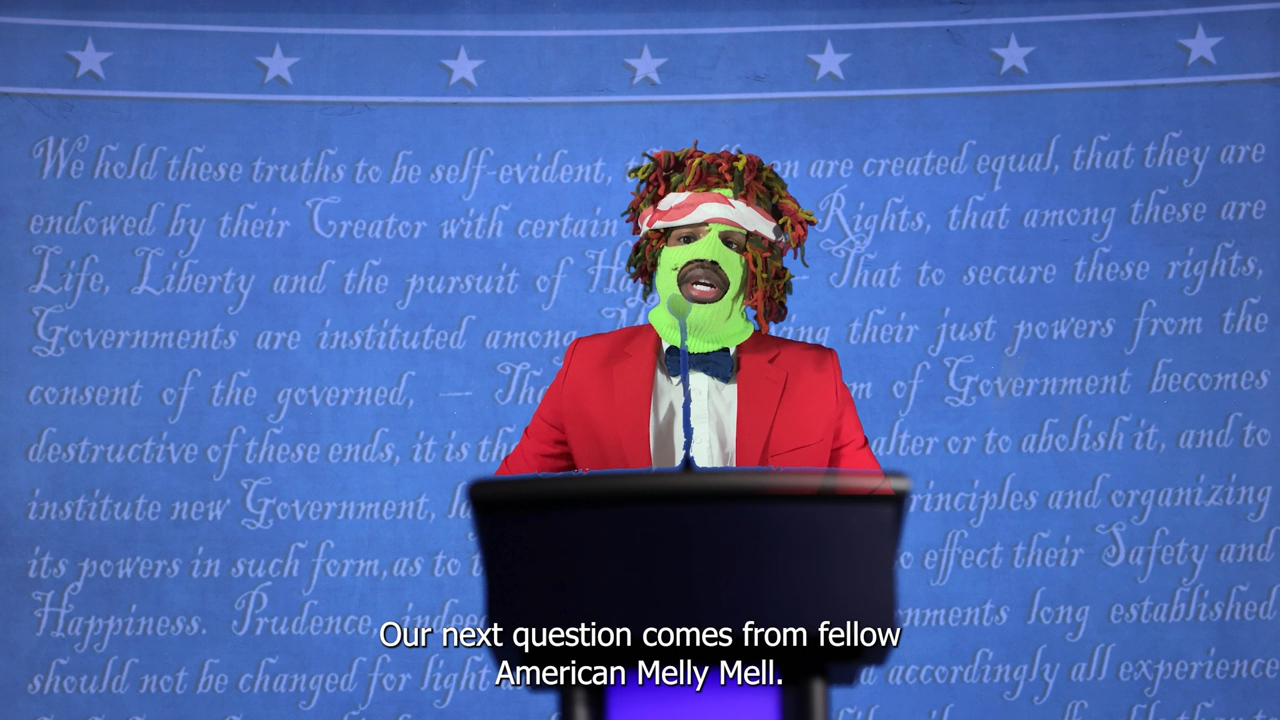 We hold these truths to be self-evident, on are created equal, that they are
endowed by their Creator with certain Rights, that among these are
Life, Liberty and the pursuit of That to secure these rights,
Governments are instituted among their just powers from the
consent of the governed, — of Government becomes
destructive of these ends, it is alter or to abolish it, and to
institute new Government, principles and organizing
its powers in such form, as to effect their Safety and
Happiness. Prudence long established
should not be changed for light accordingly all experience
Our next question comes from fellow
American Melly Mell.